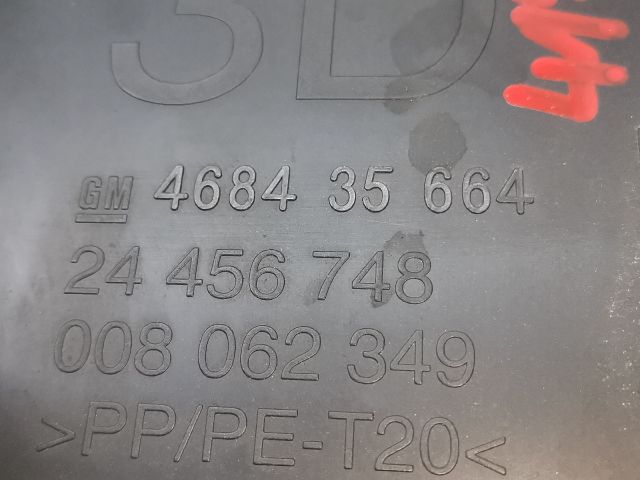 3D
GM 4684 35 664
24 456 748
008 062 349
>PP/PE-T20<